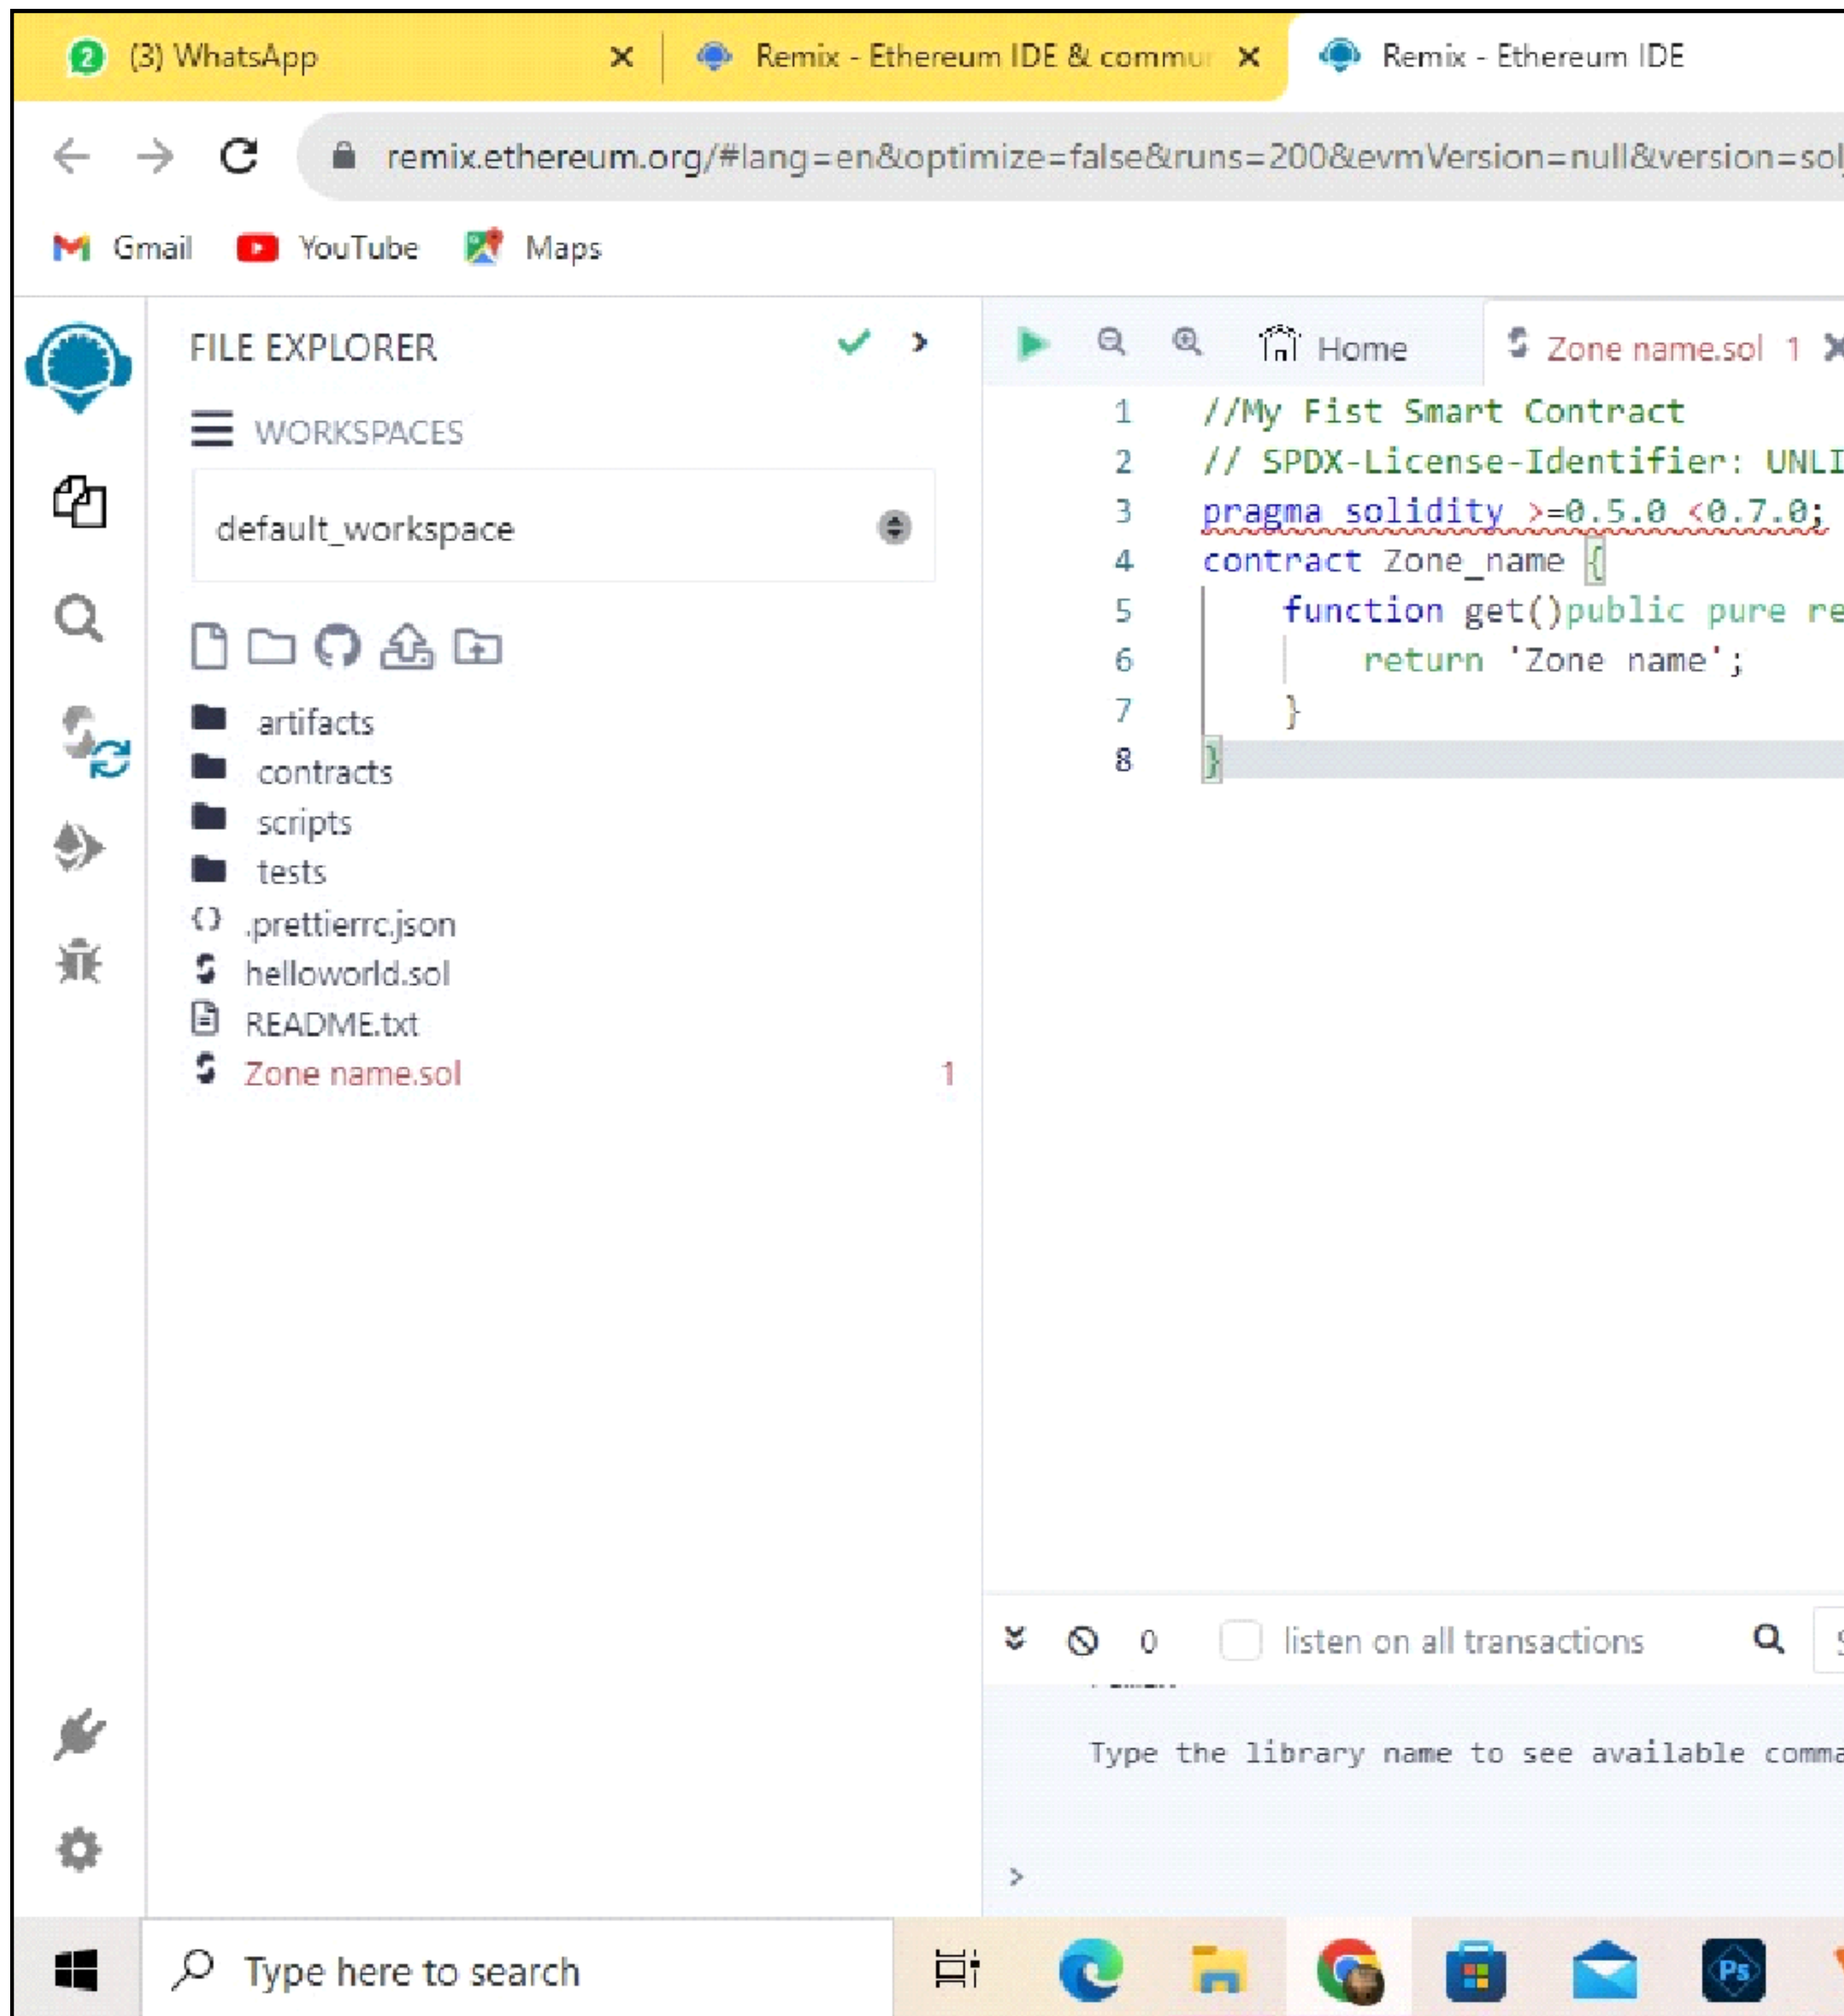 2 (3) WhatsApp
Remix - Ethereum IDE & commu
Remix - Ethereum IDE
remix.ethereum.org/#lang=en&optimize=false&runs=200&evmVersion=null&version=sol
Gmail YouTube Maps
FILE EXPLORER
WORKSPACES
default_workspace
artifacts
contracts
scripts
tests
.prettierrc.json
helloworld.sol
README.txt
Zone name.sol 1
Home Zone name.sol 1
1 //My Fist Smart Contract
2 // SPDX-License-Identifier: UNLI
3 pragma solidity >=0.5.0 <0.7.0;
4 contract Zone_name {
5 function get()public pure re
6 return 'Zone name';
7 }
8 }
0 listen on all transactions
Type the library name to see available comma
>
Type here to search
Ps